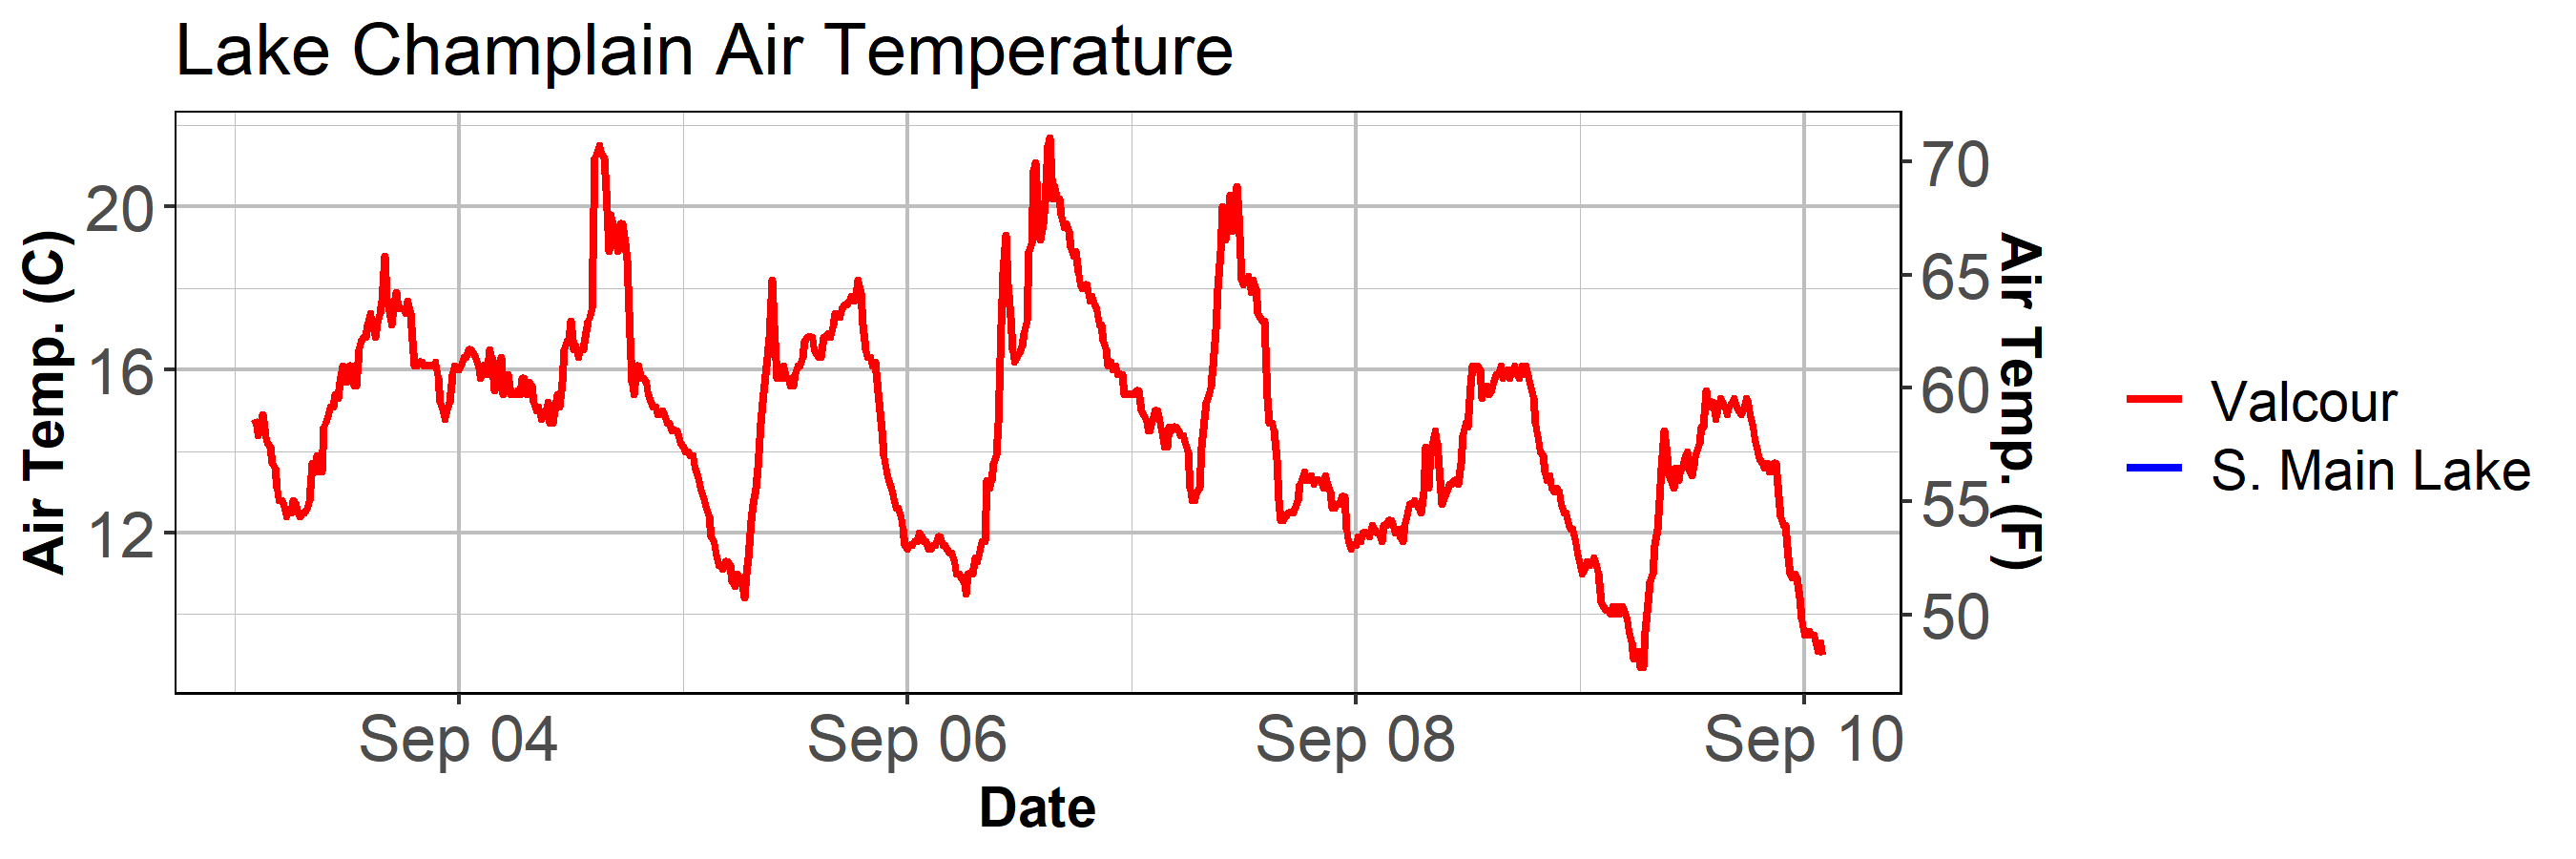 Lake Champlain Air Temperature
Air Temp. (C)
20
16
12
70
65
60
55
50
Air Temp. (F)
Sep 04
Sep 06
Sep 08
Sep 10
Date
Valcour
S. Main Lake